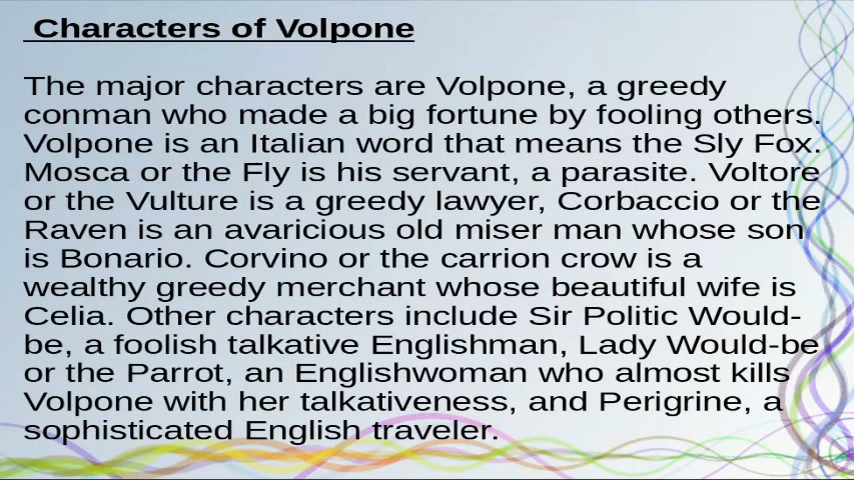 Characters of Volpone
The major characters are Volpone, a greedy
conman who made a big fortune by fooling others.
Volpone is an Italian word that means the Sly Fox.
Mosca or the Fly is his servant, a parasite. Voltore
or the Vulture is a greedy lawyer, Corbaccio or the
Raven is an avaricious old miser man whose son
is Bonario. Corvino or the carrion crow is a
wealthy greedy merchant whose beautiful wife is
Celia. Other characters include Sir Politic Would-
be, a foolish talkative Englishman, Lady Would-be
or the Parrot, an Englishwoman who almost kills
Volpone with her talkativeness, and Perigrine, a
sophisticated English traveler.